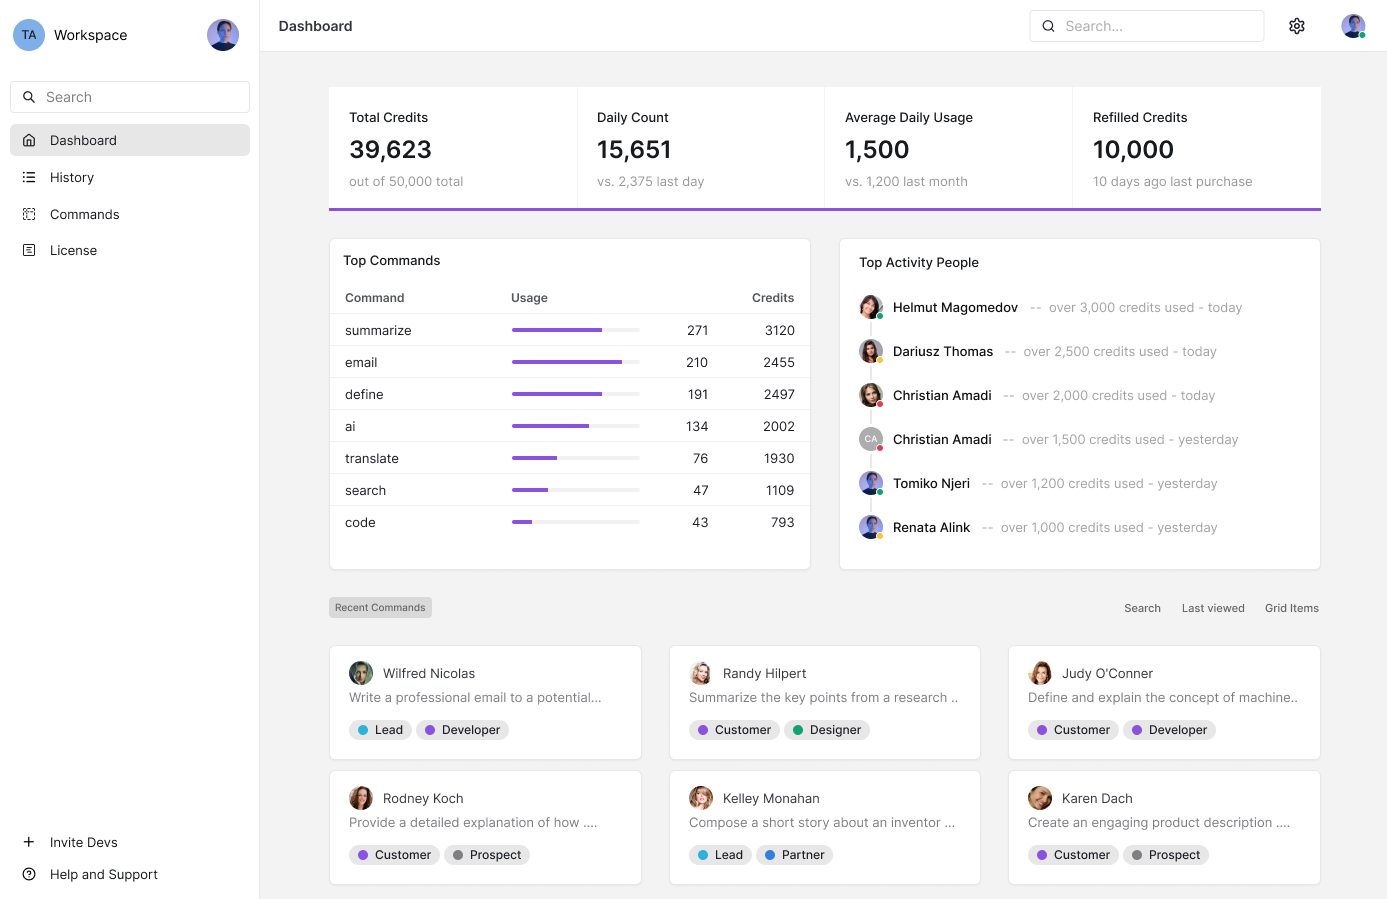 TA Workspace
Search
Dashboard
History
Commands
License
Invite Devs
Help and Support
Dashboard
Search...
Total Credits
39,623
out of 50,000 total
Daily Count
15,651
vs. 2,375 last day
Average Daily Usage
1,500
vs. 1,200 last month
Refilled Credits
10,000
10 days ago last purchase
Top Commands
Command Usage Credits
summarize 271 3120
email 210 2455
define 191 2497
ai 134 2002
translate 76 1930
search 47 1109
code 43 793
Top Activity People
Helmut Magomedov -- over 3,000 credits used - today
Dariusz Thomas -- over 2,500 credits used - today
Christian Amadi -- over 2,000 credits used - today
CA Christian Amadi -- over 1,500 credits used - yesterday
Tomiko Njeri -- over 1,200 credits used - yesterday
Renata Alink -- over 1,000 credits used - yesterday
Recent Commands
Search Last viewed Grid Items
Wilfred Nicolas
Write a professional email to a potential...
Lead Developer
Randy Hilpert
Summarize the key points from a research ..
Customer Designer
Judy O'Conner
Define and explain the concept of machine..
Customer Developer
Rodney Koch
Provide a detailed explanation of how ....
Customer Prospect
Kelley Monahan
Compose a short story about an inventor ...
Lead Partner
Karen Dach
Create an engaging product description ....
Customer Prospect